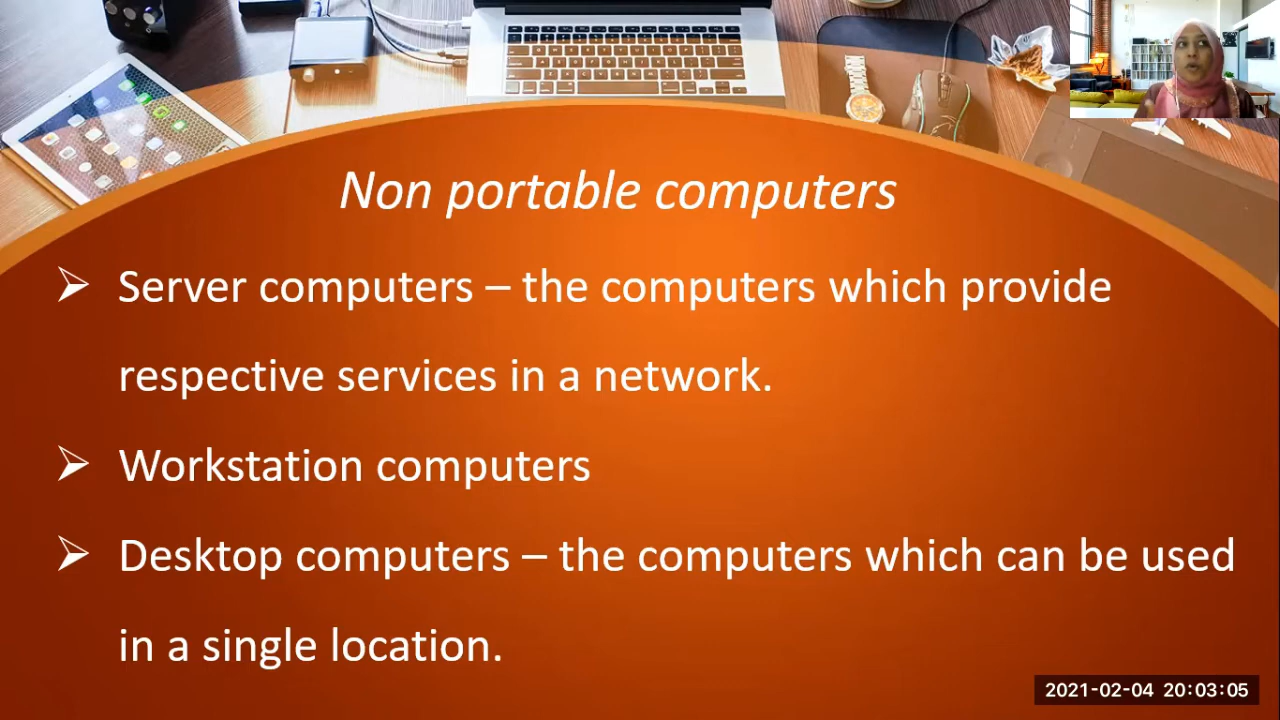 Non portable computers
➢ Server computers – the computers which provide
respective services in a network.
➢ Workstation computers
➢ Desktop computers – the computers which can be used
in a single location.
2021-02-04 20:03:05